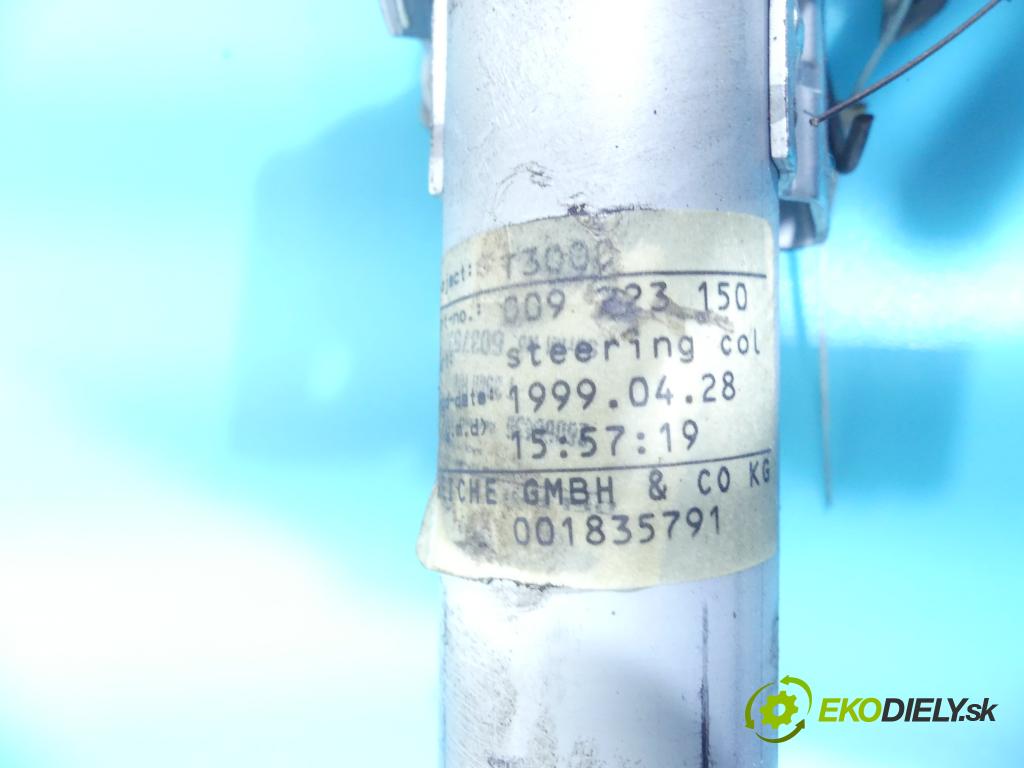 T3000
009 223 150
steering col
1999.04.28
15:57:19
GMBH & CO KG
001835791
EKODIELY.sk